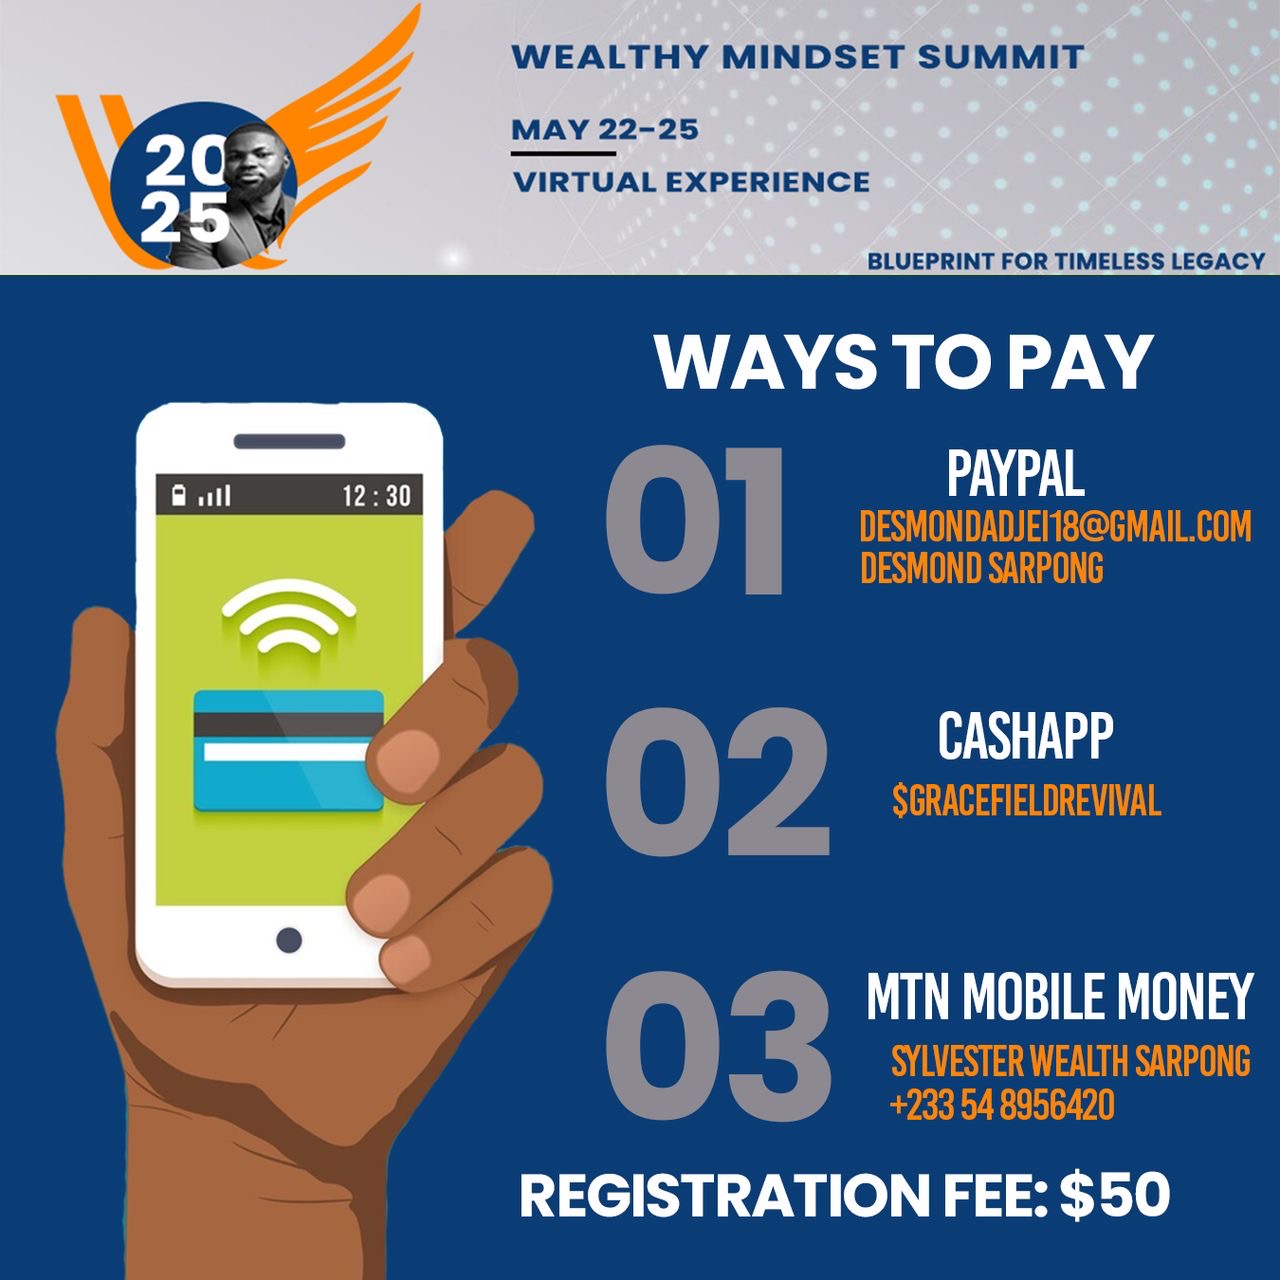 WEALTHY MINDSET SUMMIT
MAY 22-25
VIRTUAL EXPERIENCE
20
25
BLUEPRINT FOR TIMELESS LEGACY
WAYS TO PAY
12 : 30
01
PAYPAL
DESMONDADJEI18@GMAIL.COM
DESMOND SARPONG
02
CASHAPP
$GRACEFIELDREVIVAL
03
MTN MOBILE MONEY
SYLVESTER WEALTH SARPONG
+233 54 8956420
REGISTRATION FEE: $50